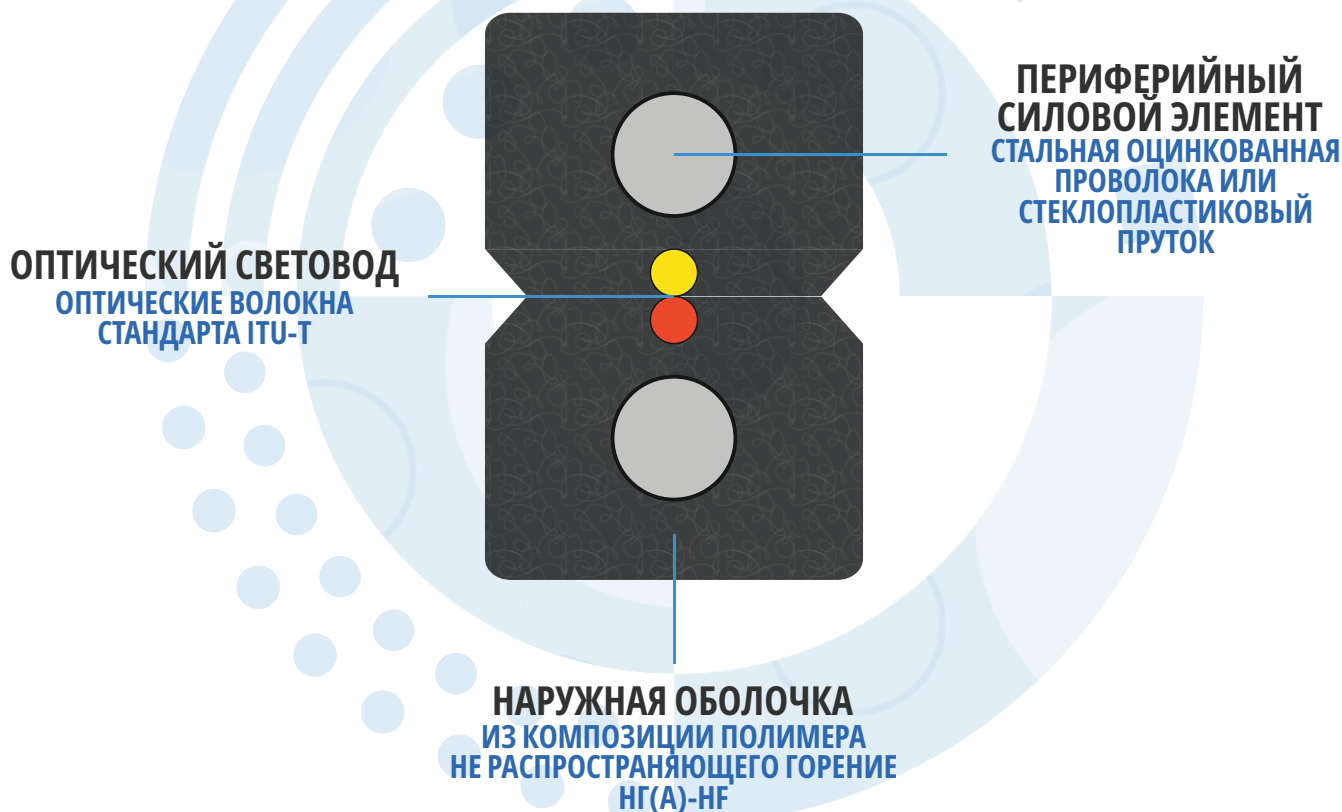 ПЕРИФЕРИЙНЫЙ
СИЛОВОЙ ЭЛЕМЕНТ
СТАЛЬНАЯ ОЦИНКОВАННАЯ
ПРОВОЛОКА ИЛИ
СТЕКЛОПЛАСТИКОВЫЙ
ПРУТОК
ОПТИЧЕСКИЙ СВЕТОВОД
ОПТИЧЕСКИЕ ВОЛОКНА
СТАНДАРТА ITU-T
НАРУЖНАЯ ОБОЛОЧКА
ИЗ КОМПОЗИЦИИ ПОЛИМЕРА
НЕ РАСПРОСТРАНЯЮЩЕГО ГОРЕНИЕ
НГ(А)-HF